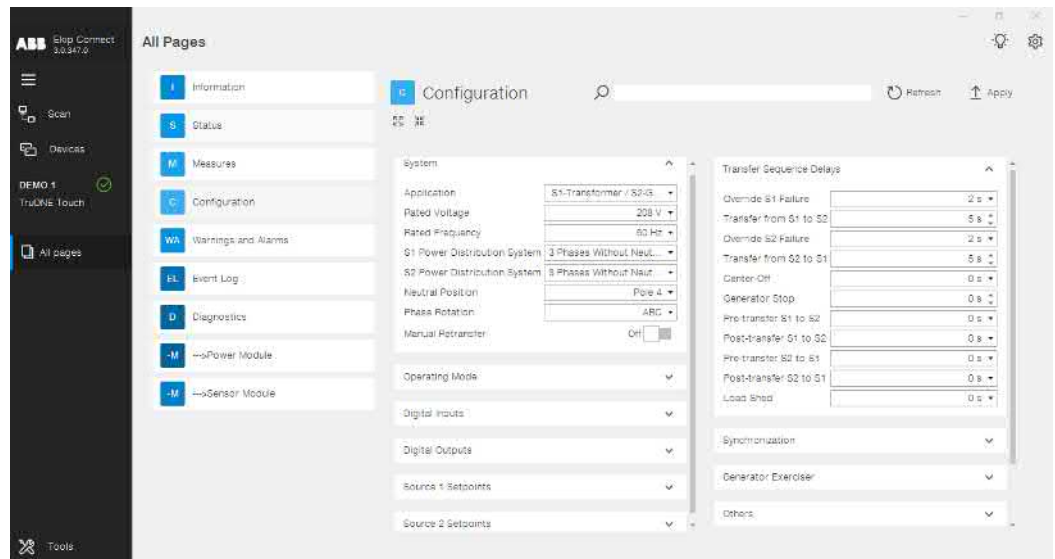 ABB Ekip Connect
3.0.347.0
All Pages
Scan
Devices
DEMO 1
TruONE Touch
All pages
Tools
I Information
S Status
M Measures
C Configuration
WA Warnings and Alarms
EL Event Log
D Diagnostics
-M --->Power Module
-M --->Sensor Module
C Configuration
Refresh
Apply
System
Application S1-Transformer / S2-G...
Rated Voltage 208 V
Rated Frequency 60 Hz
S1 Power Distribution System 3 Phases Without Neut...
S2 Power Distribution System 3 Phases Without Neut...
Neutral Position Pole 4
Phase Rotation ABC
Manual Retransfer Off
Operating Mode
Digital Inputs
Digital Outputs
Source 1 Setpoints
Source 2 Setpoints
Transfer Sequence Delays
Override S1 Failure 2 s
Transfer from S1 to S2 5 s
Override S2 Failure 2 s
Transfer from S2 to S1 5 s
Center-Off 0 s
Generator Stop 0 s
Pre-transfer S1 to S2 0 s
Post-transfer S1 to S2 0 s
Pre-transfer S2 to S1 0 s
Post-transfer S2 to S1 0 s
Load Shed 0 s
Synchronization
Generator Exerciser
Others